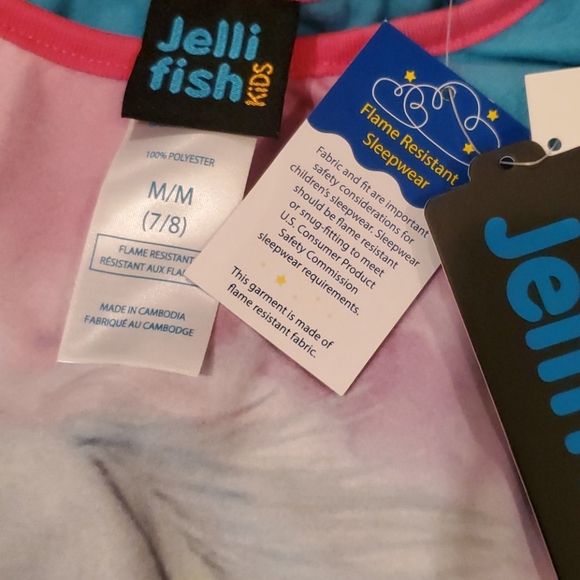 Jelli
fish
KiDS
100% POLYESTER
M/M
(7/8)
FLAME RESISTANT
RÉSISTANT AUX
MADE IN CAMBODIA
FABRIQUÉ AU CAMBODGE
Flame Resistant
Sleepwear
Fabric and fit are important
safety considerations for
children's sleepwear. Sleepwear
should be flame resistant
or snug-fitting to meet
U.S. Consumer Product
Safety Commission
sleepwear requirements.
This garment is made of
flame resistant fabric.
Jelli